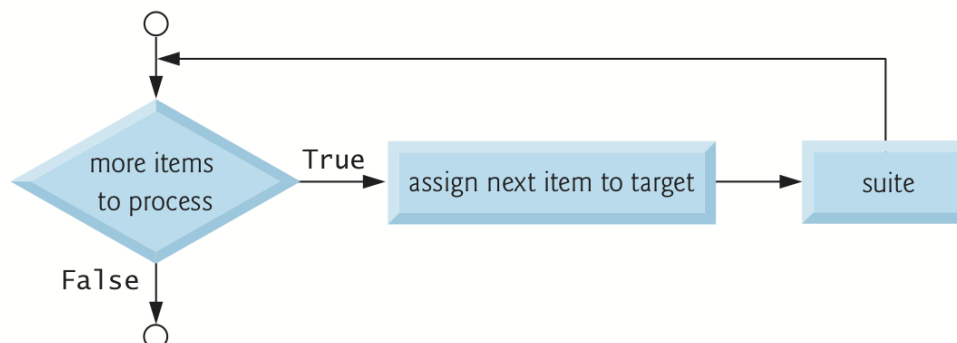 more items
to process
True
assign next item to target
suite
False